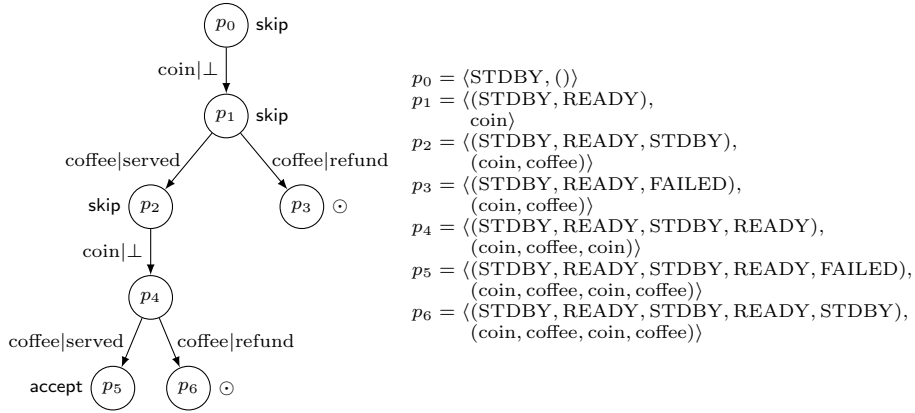 p0 skip
coin|⊥
p1 skip
coffee|served coffee|refund
skip p2 p3 ⊙
coin|⊥
p4
coffee|served coffee|refund
accept p5 p6 ⊙
p0 = ⟨STDBY, ()⟩
p1 = ⟨(STDBY, READY),
coin⟩
p2 = ⟨(STDBY, READY, STDBY),
(coin, coffee)⟩
p3 = ⟨(STDBY, READY, FAILED),
(coin, coffee)⟩
p4 = ⟨(STDBY, READY, STDBY, READY),
(coin, coffee, coin)⟩
p5 = ⟨(STDBY, READY, STDBY, READY, FAILED),
(coin, coffee, coin, coffee)⟩
p6 = ⟨(STDBY, READY, STDBY, READY, STDBY),
(coin, coffee, coin, coffee)⟩